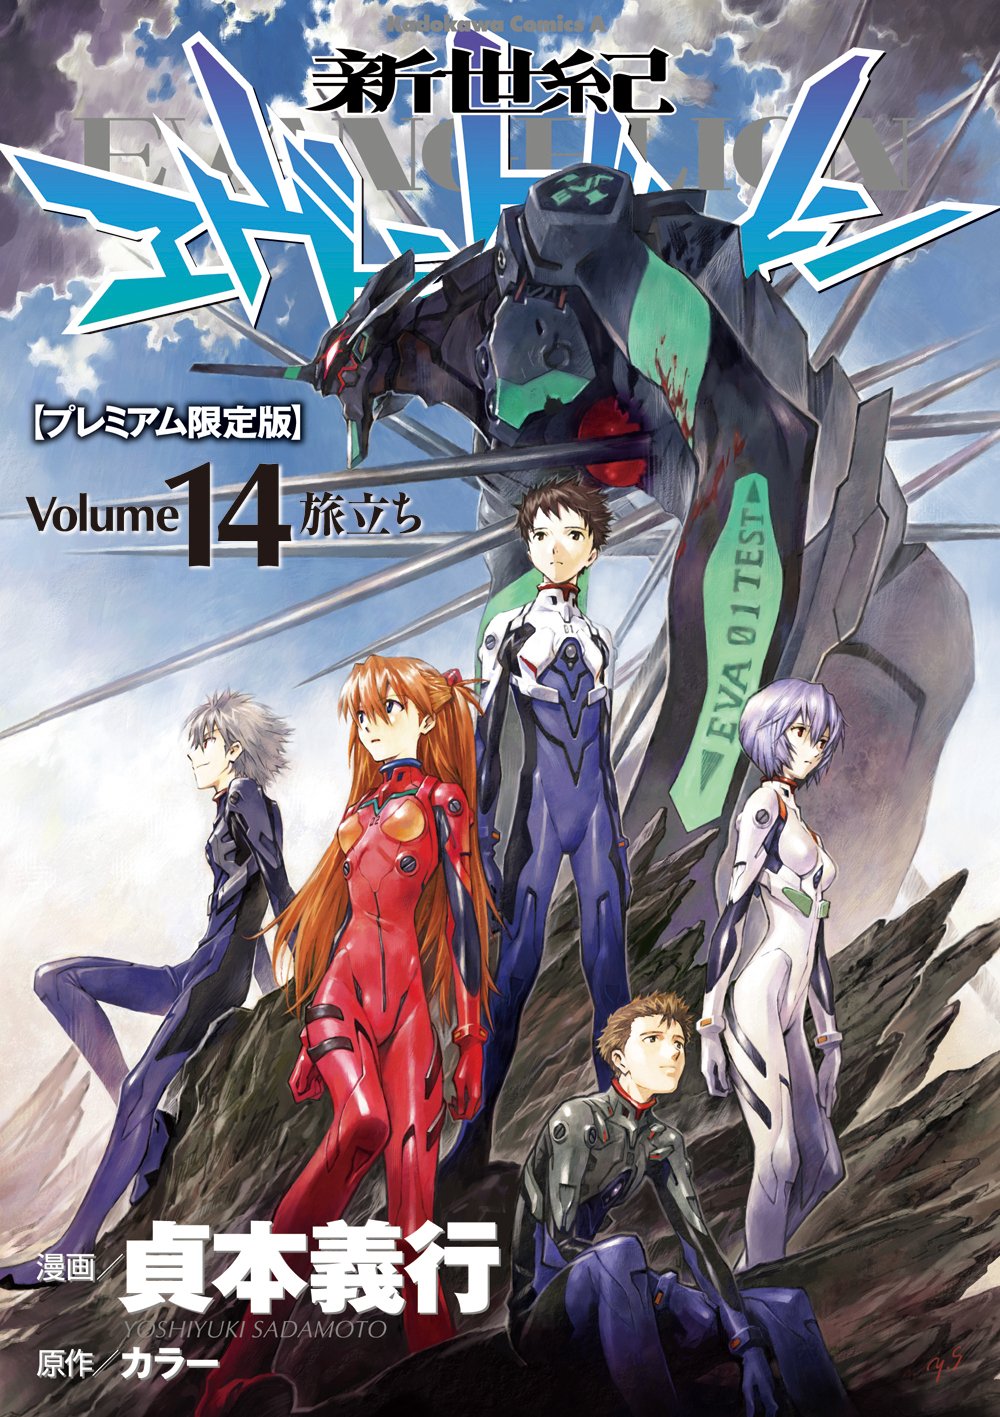 Kadokawa Comics A
新世紀
EVANGELION
エヴァンゲリオン
【プレミアム限定版】
Volume14 旅立ち
EVA 01 TEST
01
漫画/貞本義行
YOSHIYUKI SADAMOTO
原作/カラー
y.S